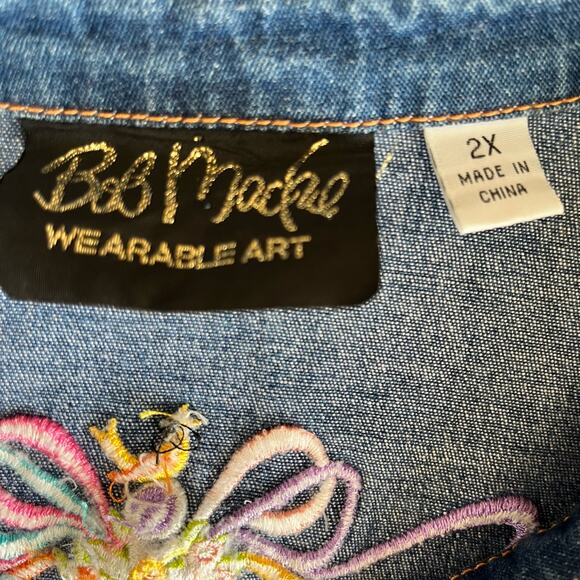 Bob Mackie
WEARABLE ART
2X
MADE IN
CHINA